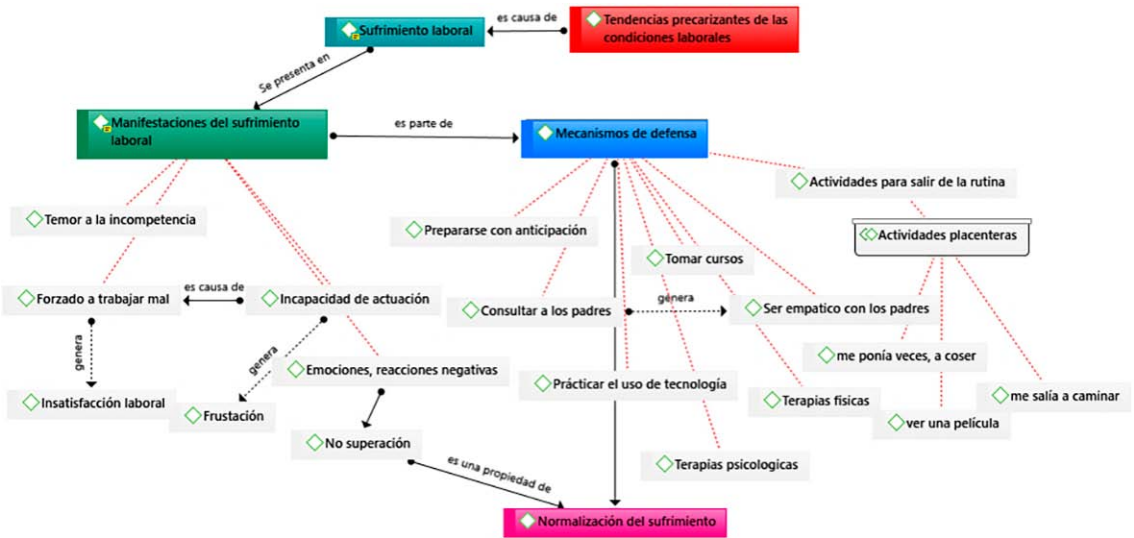 es causa de
Sufrimiento laboral
Tendencias precarizantes de las
condiciones laborales
Se presenta en
Manifestaciones del sufrimiento
laboral
es parte de
Mecanismos de defensa
Actividades para salir de la rutina
Temor a la incompetencia
Prepararse con anticipación
Actividades placenteras
Tomar cursos
Forzado a trabajar mal
es causa de
Incapacidad de actuación
Consultar a los padres
génera
Ser empatico con los padres
genera
genera
Emociones, reacciones negativas
Prácticar el uso de tecnología
me ponía veces, a coser
Insatisfacción laboral
Frustación
Terapias fisicas
me salía a caminar
ver una película
No superación
Terapias psicologicas
es una propiedad de
Normalización del sufrimiento